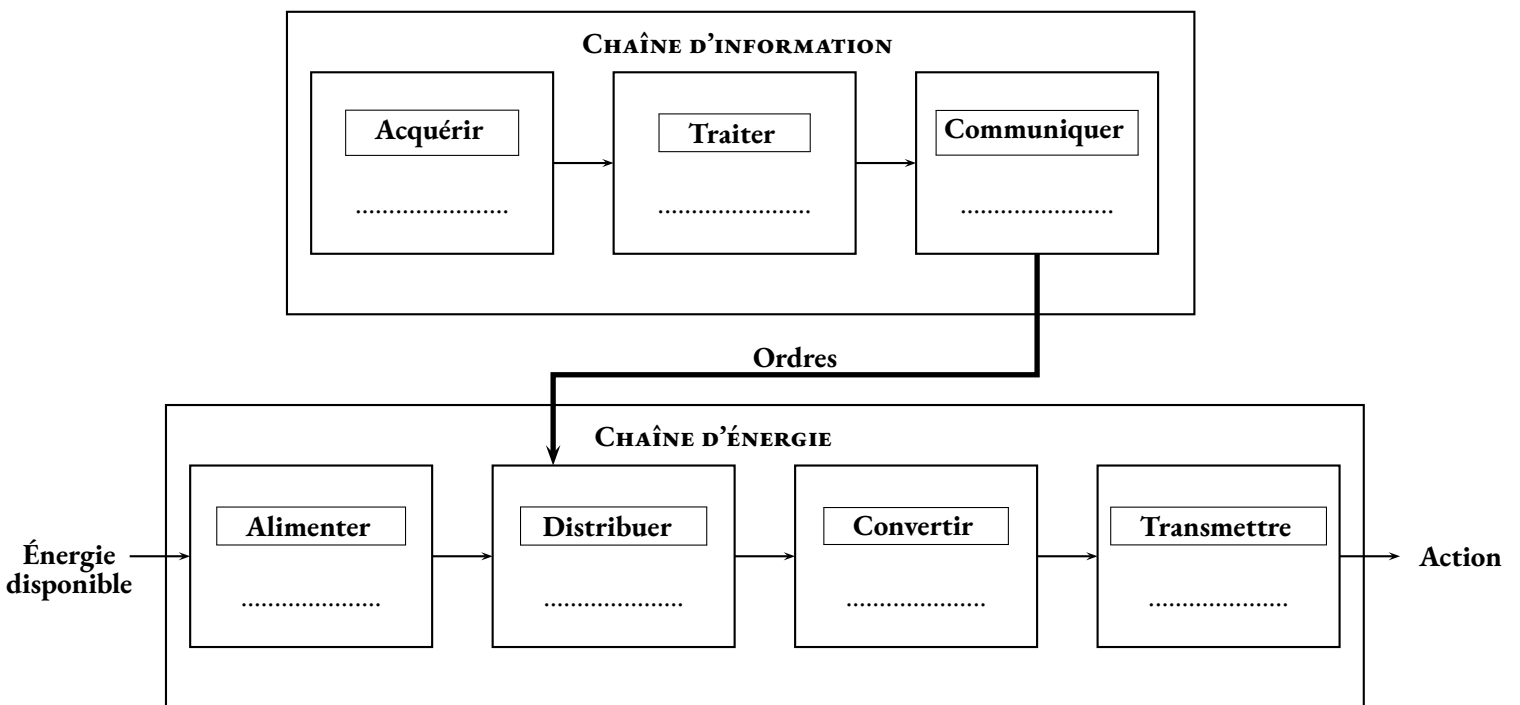 Chaîne d'information
Acquérir
Traiter
Communiquer
.......................
.......................
.......................
Ordres
Chaîne d'énergie
Alimenter
Distribuer
Convertir
Transmettre
Énergie
disponible
Action
.....................
.....................
.....................
.....................